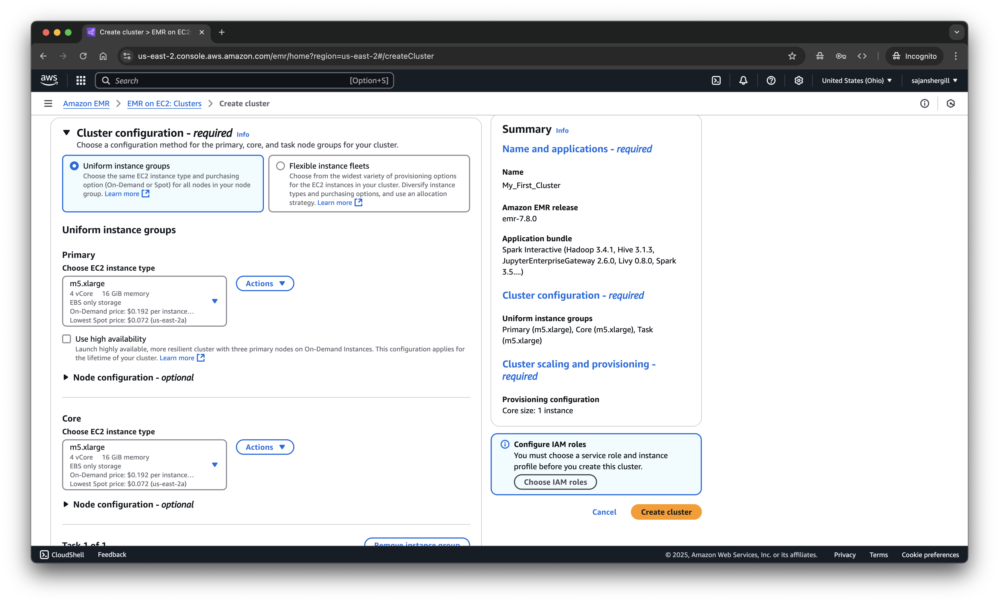 Create cluster > EMR on EC2:
us-east-2.console.aws.amazon.com/emr/home?region=us-east-2#/createCluster
Incognito
aws
Search
[Option+S]
United States (Ohio)
sajanshergill
Amazon EMR
EMR on EC2: Clusters
Create cluster
Cluster configuration - required Info
Choose a configuration method for the primary, core, and task node groups for your cluster.
Uniform instance groups
Choose the same EC2 instance type and purchasing
option (On-Demand or Spot) for all nodes in your node
group. Learn more
Flexible instance fleets
Choose from the widest variety of provisioning options
for the EC2 instances in your cluster. Diversify instance
types and purchasing options, and use an allocation
strategy. Learn more
Uniform instance groups
Primary
Choose EC2 instance type
m5.xlarge
4 vCore 16 GiB memory
EBS only storage
On-Demand price: $0.192 per instance…
Lowest Spot price: $0.072 (us-east-2a)
Actions
Use high availability
Launch highly available, more resilient cluster with three primary nodes on On-Demand Instances. This configuration applies for
the lifetime of your cluster. Learn more
Node configuration - optional
Core
Choose EC2 instance type
m5.xlarge
4 vCore 16 GiB memory
EBS only storage
On-Demand price: $0.192 per instance…
Lowest Spot price: $0.072 (us-east-2a)
Actions
Node configuration - optional
Task 1 of 1
Remove instance group
Summary Info
Name and applications - required
Name
My_First_Cluster
Amazon EMR release
emr-7.8.0
Application bundle
Spark Interactive (Hadoop 3.4.1, Hive 3.1.3,
JupyterEnterpriseGateway 2.6.0, Livy 0.8.0, Spark
3.5....)
Cluster configuration - required
Uniform instance groups
Primary (m5.xlarge), Core (m5.xlarge), Task
(m5.xlarge)
Cluster scaling and provisioning -
required
Provisioning configuration
Core size: 1 instance
Configure IAM roles
You must choose a service role and instance
profile before you create this cluster.
Choose IAM roles
Cancel
Create cluster
CloudShell
Feedback
© 2025, Amazon Web Services, Inc. or its affiliates.
Privacy
Terms
Cookie preferences